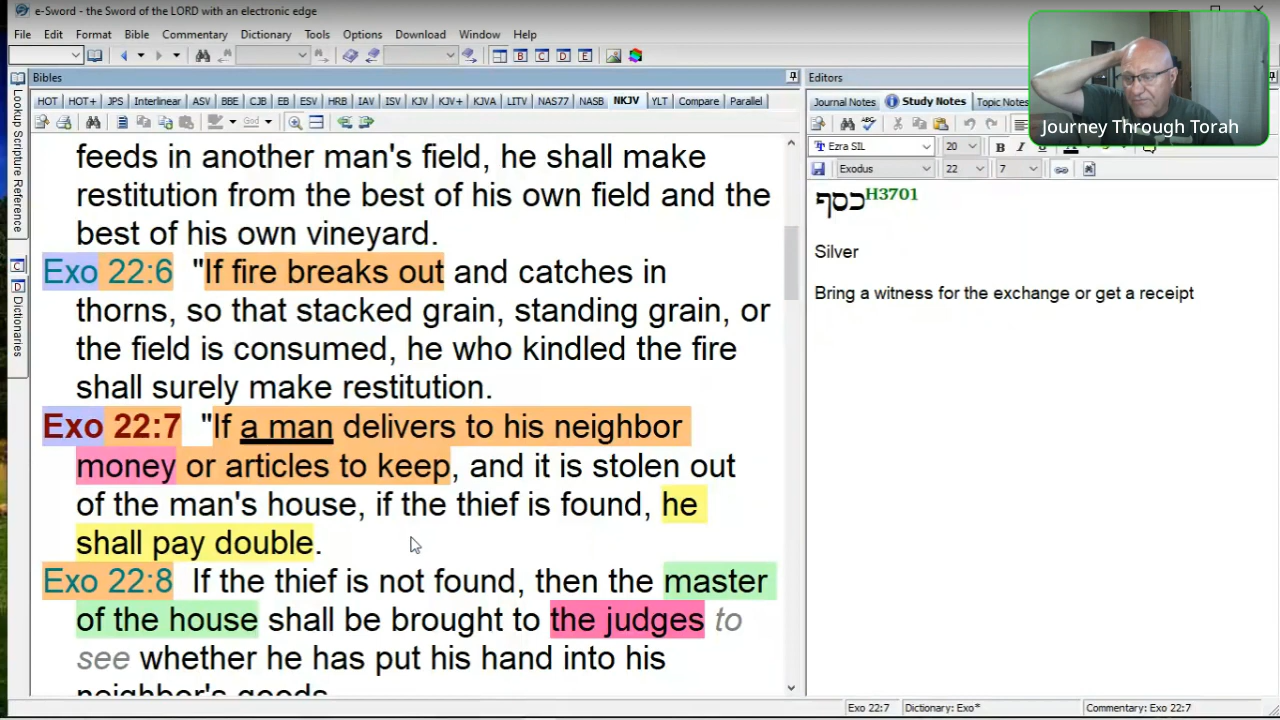 e-Sword - the Sword of the LORD with an electronic edge
File Edit Format Bible Commentary Dictionary Tools Options Download Window Help
Bibles
HOT HOT+ JPS Interlinear ASV BBE CJB EB ESV HRB IAV ISV KJV KJV+ KJVA LITV NAS77 NASB NKJV YLT Compare Parallel
God
Lookup Scripture Reference
C
D Dictionaries
feeds in another man's field, he shall make
restitution from the best of his own field and the
best of his own vineyard.
Exo 22:6 "If fire breaks out and catches in
thorns, so that stacked grain, standing grain, or
the field is consumed, he who kindled the fire
shall surely make restitution.
Exo 22:7 "If a man delivers to his neighbor
money or articles to keep, and it is stolen out
of the man's house, if the thief is found, he
shall pay double.
Exo 22:8 If the thief is not found, then the master
of the house shall be brought to the judges to
see whether he has put his hand into his
neighbor's goods.
Editors
Journal Notes Study Notes Topic Notes
Ezra SIL 20 B I U
Exodus 22 7
כסףH3701
Silver
Bring a witness for the exchange or get a receipt
Journey Through Torah
Exo 22:7 Dictionary: Exo* Commentary: Exo 22:7